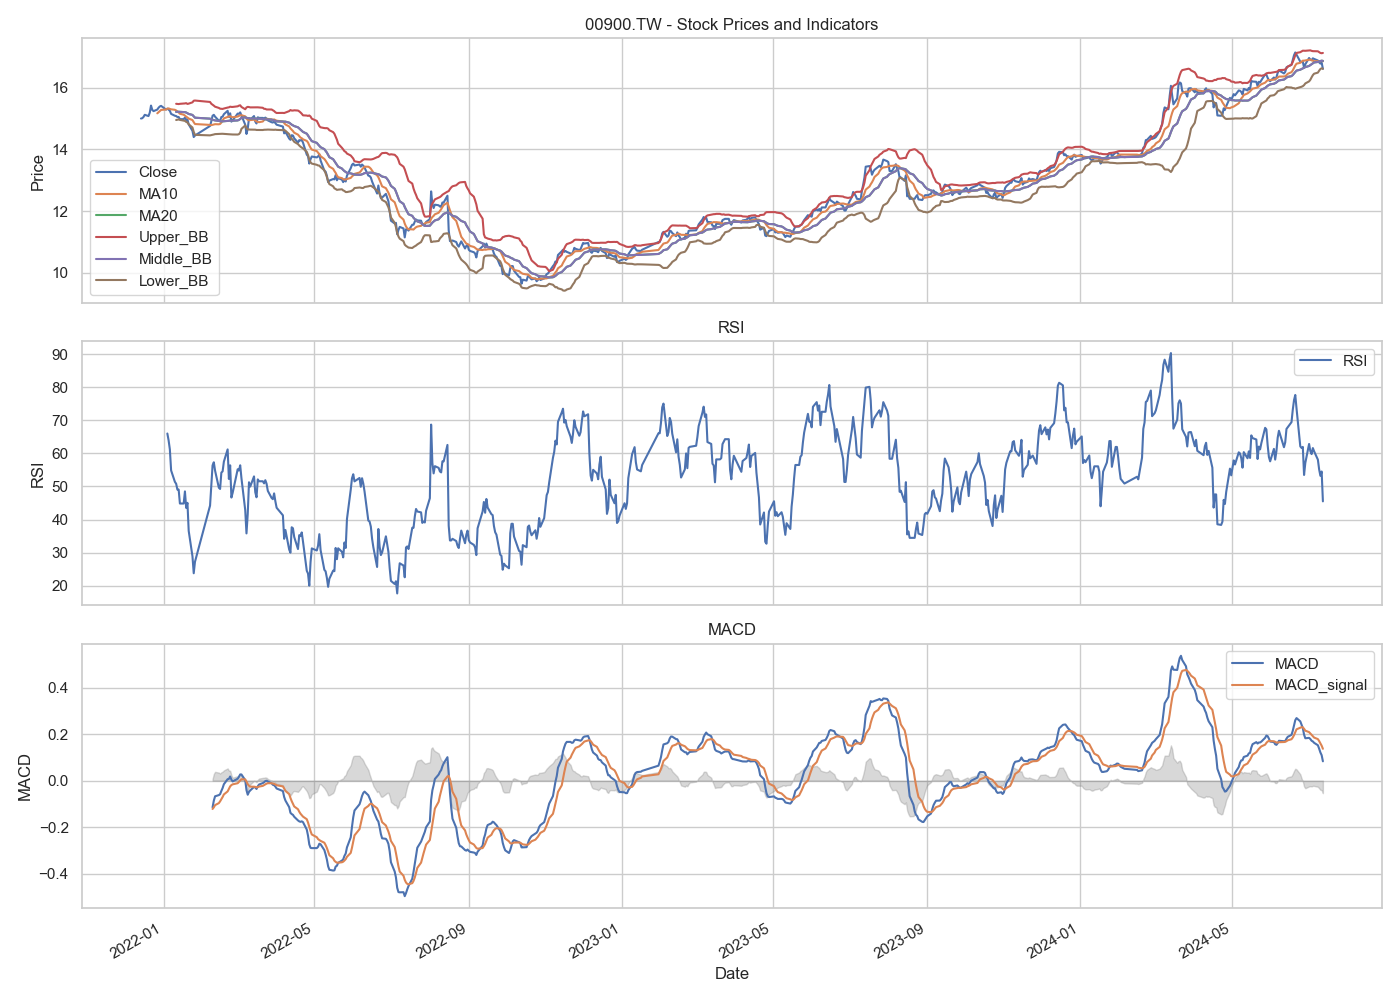 00900.TW - Stock Prices and Indicators
Price
16
14
12
10
Close
MA10
MA20
Upper_BB
Middle_BB
Lower_BB
RSI
RSI
90
80
70
60
50
40
30
20
RSI
MACD
MACD
0.4
0.2
0.0
−0.2
−0.4
MACD
MACD_signal
2022-01
2022-05
2022-09
2023-01
2023-05
2023-09
2024-01
2024-05
Date